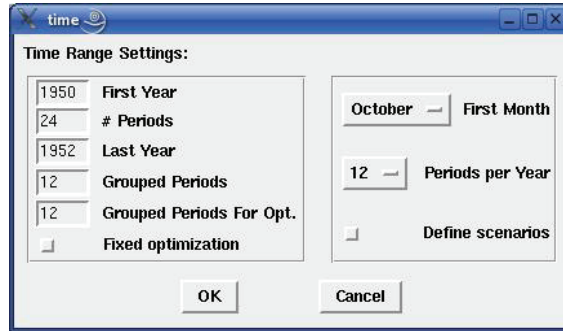 time
Time Range Settings:
1950 First Year
24 # Periods
1952 Last Year
12 Grouped Periods
12 Grouped Periods For Opt.
Fixed optimization
October First Month
12 Periods per Year
Define scenarios
OK Cancel